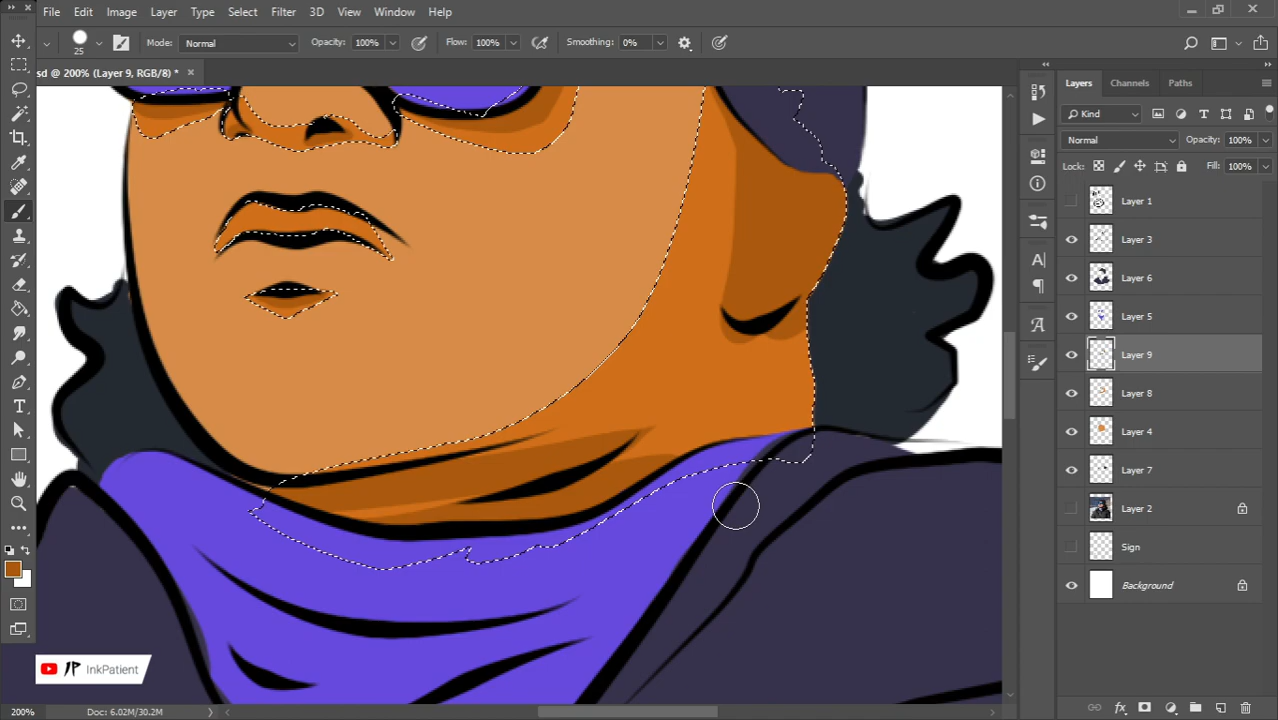 File Edit Image Layer Type Select Filter 3D View Window Help
25 Mode: Normal Opacity: 100% Flow: 100% Smoothing: 0%
sd @ 200% (Layer 9, RGB/8) * ×
Layers Channels Paths
Kind
Normal Opacity: 100%
Lock: Fill: 100%
Layer 1
Layer 3
Layer 6
Layer 5
Layer 9
Layer 8
Layer 4
Layer 7
Layer 2
Sign
Background
InkPatient
200% Doc: 6.02M/30.2M